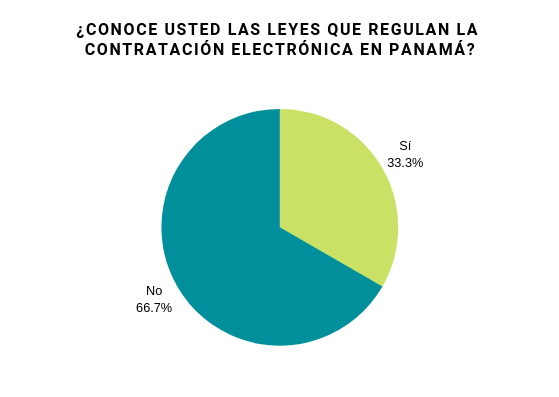 ¿CONOCE USTED LAS LEYES QUE REGULAN LA
CONTRATACIÓN ELECTRÓNICA EN PANAMÁ?
Sí
33.3%
No
66.7%